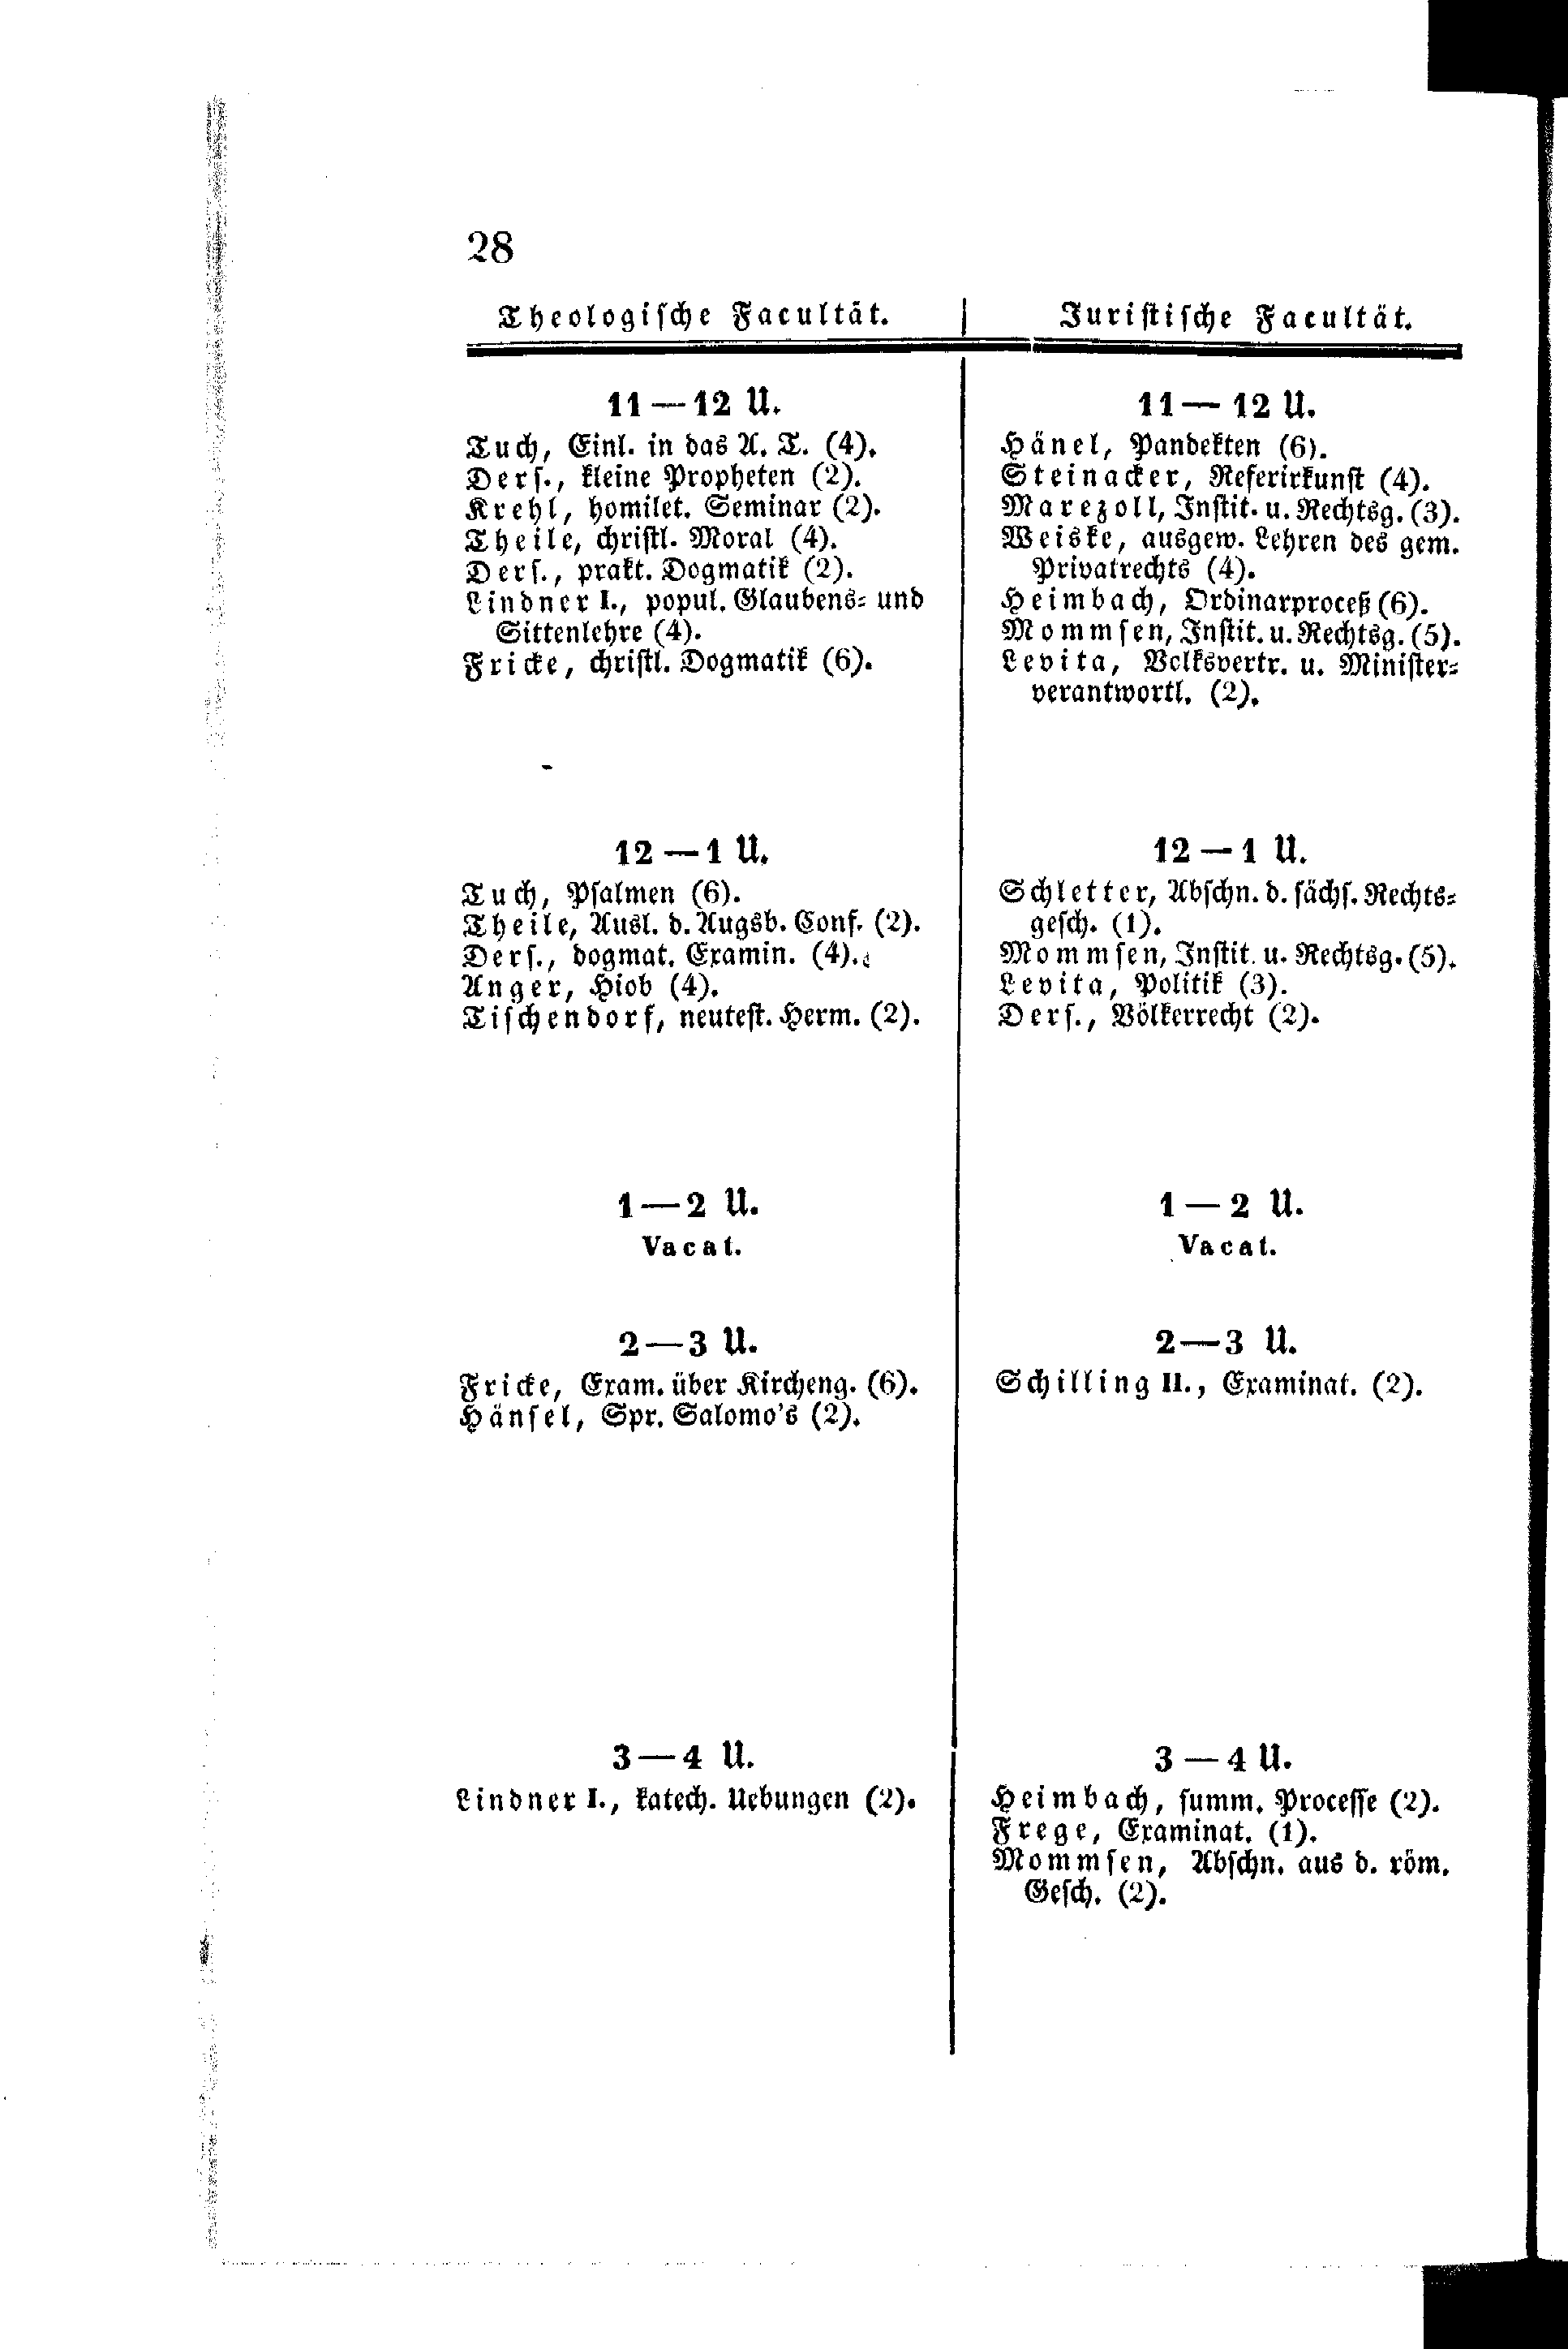 28
Theologische Facultät.
11—12 U.
Tuch, Einl. in das A. T. (4).
Ders., kleine Propheten (2).
Krehl, homilet. Seminar (2).
Theile, christl. Moral (4).
Ders., prakt. Dogmatik (2).
Lindner I., popul. Glaubens- und
Sittenlehre (4).
Fricke, christl. Dogmatik (6).
12—1 U.
Tuch, Psalmen (6).
Theile, Ausl. d. Augsb. Conf. (2).
Ders., dogmat. Examin. (4).
Anger, Hiob (4).
Tischendorf, neutest. Herm. (2).
1—2 U.
Vacat.
2—3 U.
Fricke, Exam. über Kircheng. (6).
Hänsel, Spr. Salomo's (2).
3—4 U.
Lindner I., katech. Uebungen (2).
Juristische Facultät.
11—12 U.
Hänel, Pandekten (6).
Steinacker, Referirkunst (4).
Marezoll, Instit. u. Rechtsg. (3).
Weiske, ausgew. Lehren des gem.
Privatrechts (4).
Heimbach, Ordinarproceß (6).
Mommsen, Instit. u. Rechtsg. (5).
Levita, Volksvertr. u. Minister-
verantwortl. (2).
12—1 U.
Schletter, Abschn. d. sächs. Rechts-
gesch. (1).
Mommsen, Instit. u. Rechtsg. (5).
Levita, Politik (3).
Ders., Völkerrecht (2).
1—2 U.
Vacat.
2—3 U.
Schilling II., Examinat. (2).
3—4 U.
Heimbach, summ. Processe (2).
Frege, Examinat. (1).
Mommsen, Abschn. aus d. röm.
Gesch. (2).